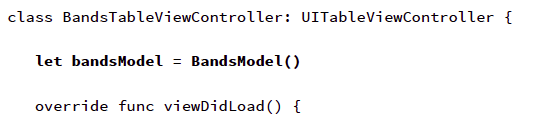 class BandsTableViewController: UITableViewController {
let bandsModel = BandsModel()
override func viewDidLoad() {